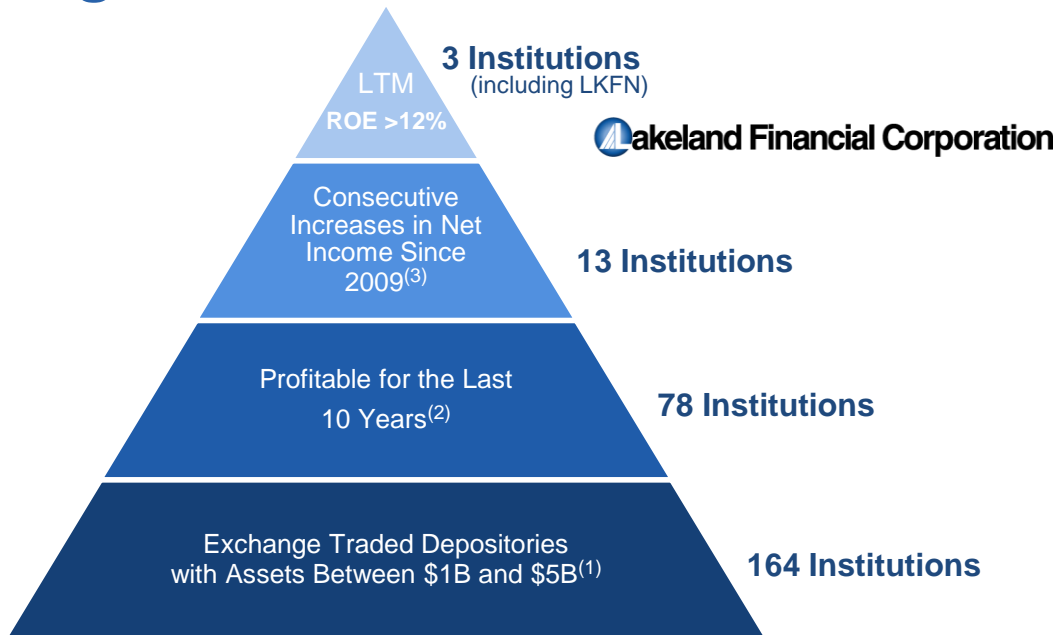 3 Institutions
(including LKFN)
LTM
ROE >12%
Lakeland Financial Corporation
Consecutive
Increases in Net
Income Since
2009(3)
13 Institutions
Profitable for the Last
10 Years(2)
78 Institutions
Exchange Traded Depositories
with Assets Between $1B and $5B(1)
164 Institutions